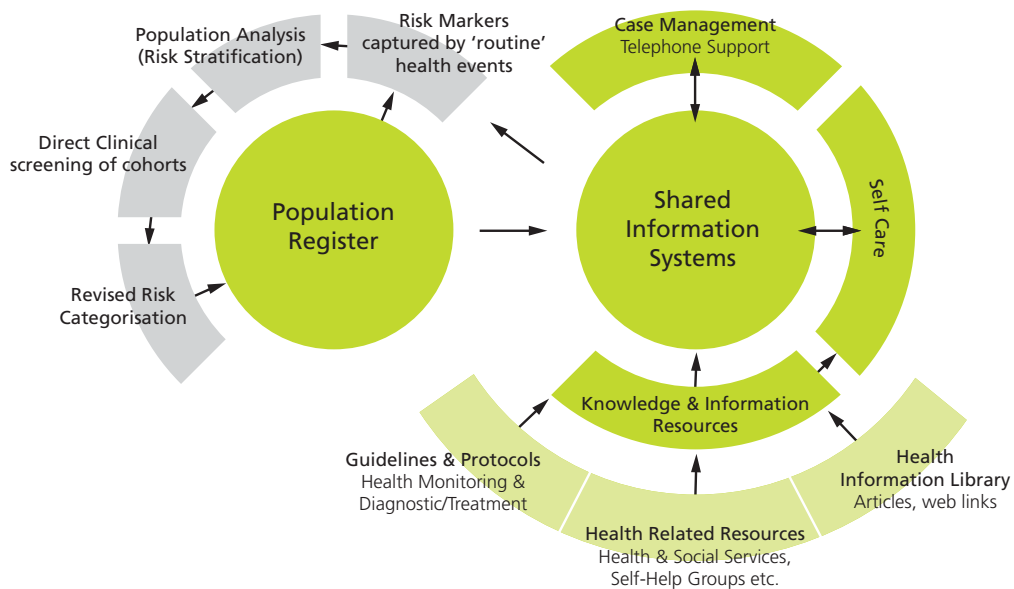 Population Analysis
(Risk Stratification)
Risk Markers
captured by ‘routine’
health events
Direct Clinical
screening of cohorts
Revised Risk
Categorisation
Population
Register
Case Management
Telephone Support
Shared
Information
Systems
Self Care
Knowledge & Information
Resources
Guidelines & Protocols
Health Monitoring &
Diagnostic/Treatment
Health Related Resources
Health & Social Services,
Self-Help Groups etc.
Health
Information Library
Articles, web links